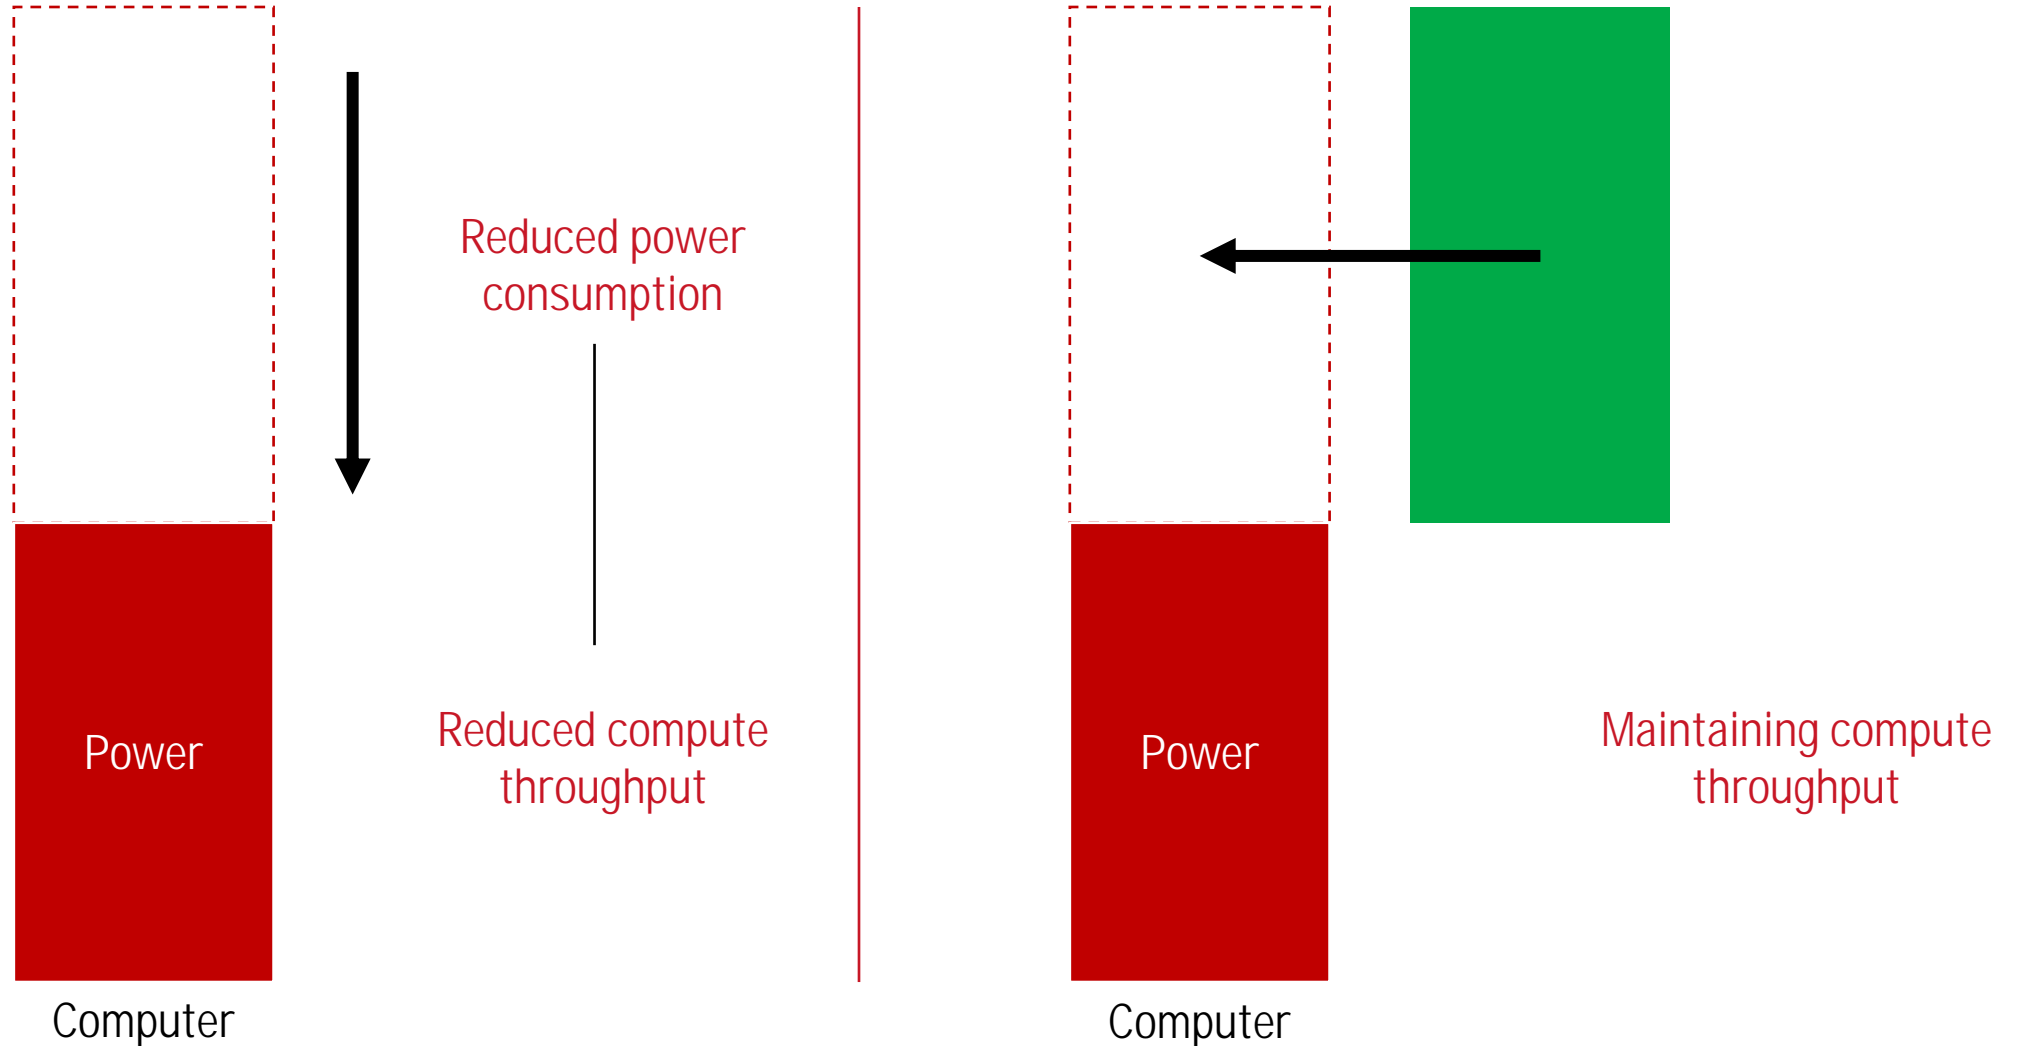 Reduced power
consumption
Reduced compute
throughput
Power
Computer
Maintaining compute
throughput
Power
Computer